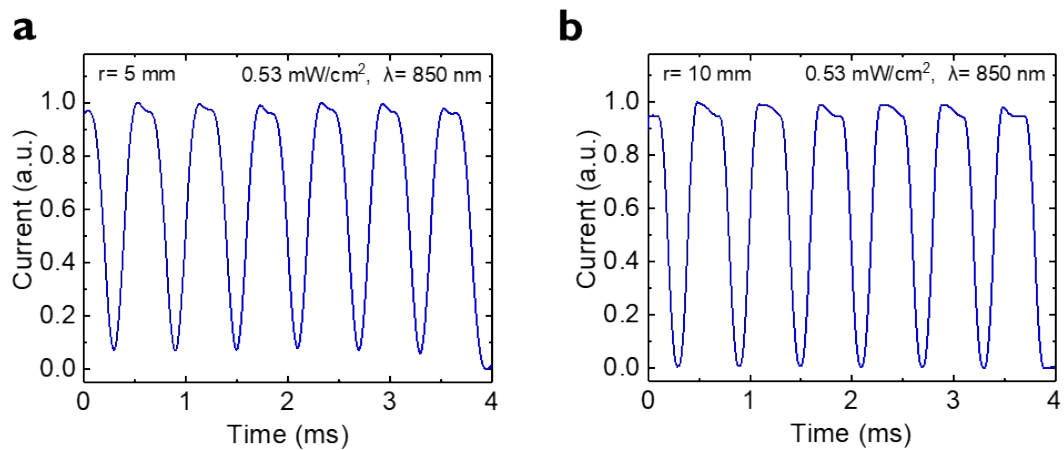 a
r= 5 mm 0.53 mW/cm², λ= 850 nm
1.0
0.8
0.6
0.4
0.2
0.0
Current (a.u.)
0 1 2 3 4
Time (ms)
b
r= 10 mm 0.53 mW/cm², λ= 850 nm
1.0
0.8
0.6
0.4
0.2
0.0
Current (a.u.)
0 1 2 3 4
Time (ms)